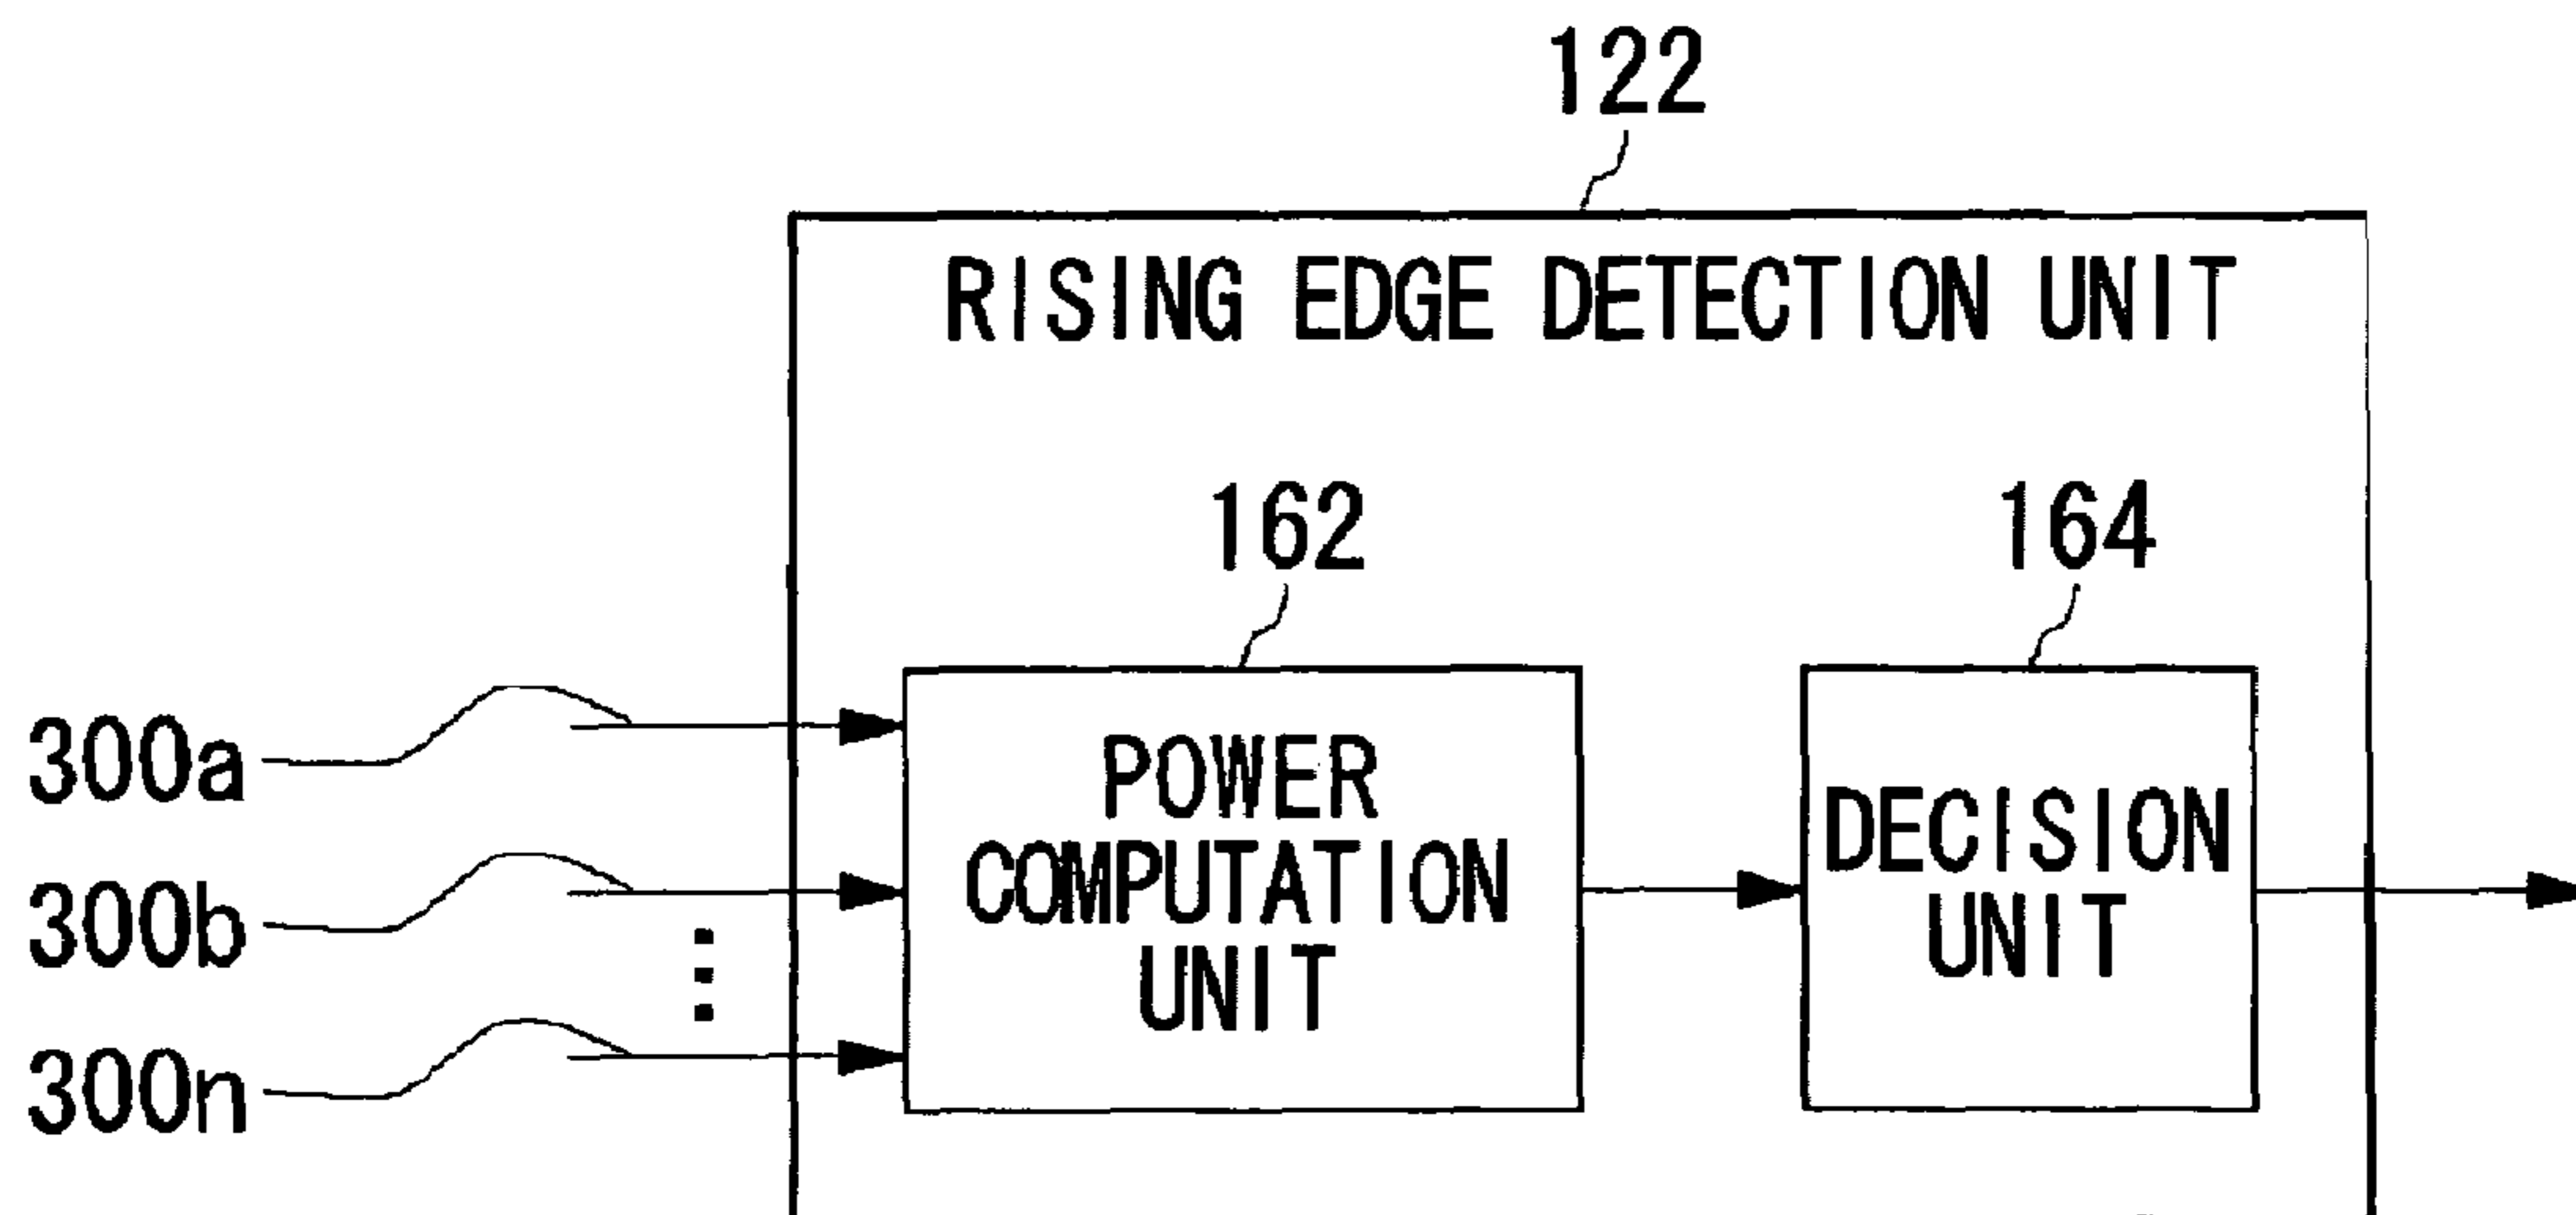 122
RISING EDGE DETECTION UNIT
162
164
300a
300b
300n
POWER
COMPUTATION
UNIT
DECISION
UNIT